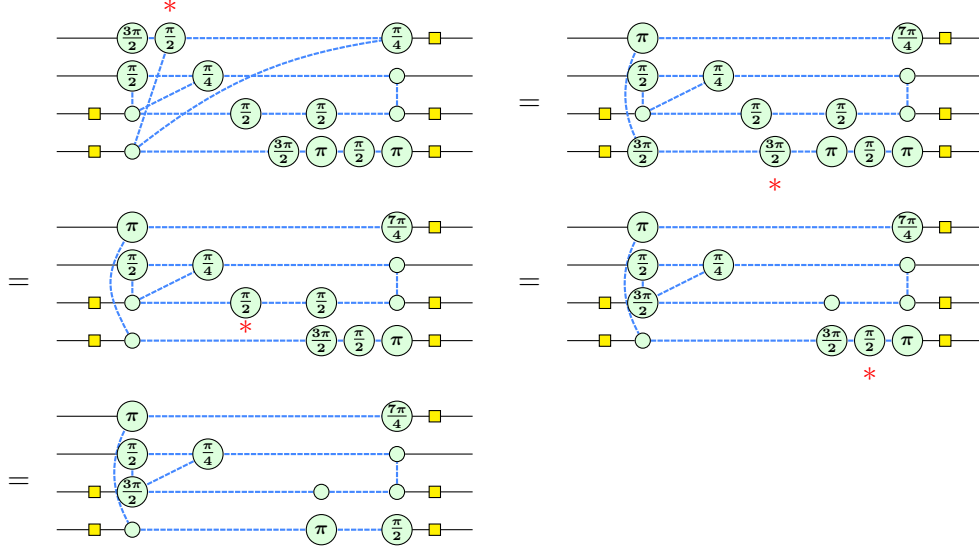 *
3π/2 π/2 π/4 π 7π/4
π/2 π/4 π/2 π/4
π/2 π/2 = π/2 π/2
3π/2 π π/2 π 3π/2 3π/2 π π/2 π
*
π 7π/4 π 7π/4
π/2 π/4 π/2 π/4
= π/2 π/2 = 3π/2
*
3π/2 π/2 π 3π/2 π/2 π
*
π 7π/4
π/2 π/4
= 3π/2
π π/2